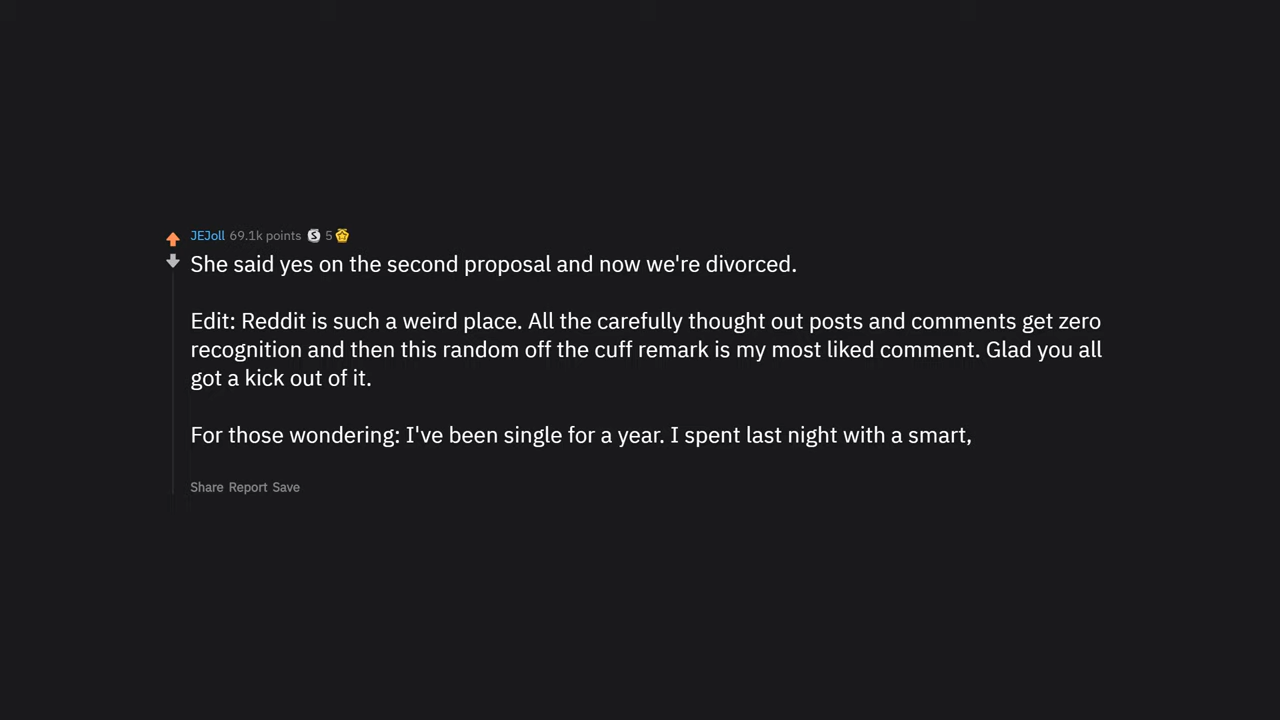 JEJoll 69.1k points S 5
She said yes on the second proposal and now we're divorced.
Edit: Reddit is such a weird place. All the carefully thought out posts and comments get zero
recognition and then this random off the cuff remark is my most liked comment. Glad you all
got a kick out of it.
For those wondering: I've been single for a year. I spent last night with a smart,
Share Report Save